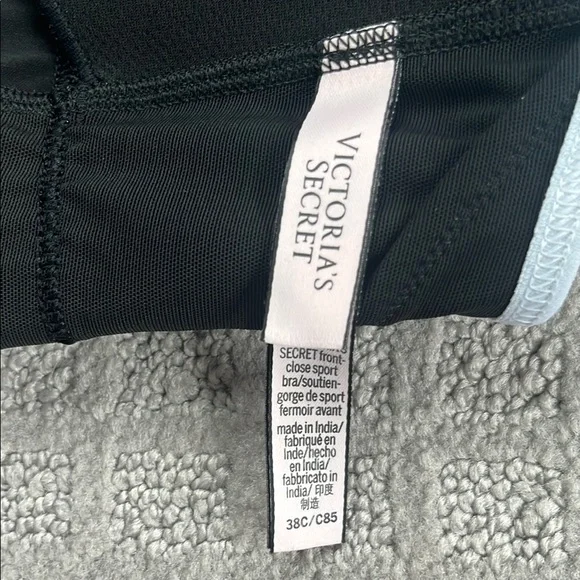 VICTORIA'S
SECRET
SECRET front-
close sport
bra/soutien-
gorge de sport
fermoir avant
made in India/
fabriqué en
Inde/hecho
en India/
fabbricato in
India/ 印度
制造
38C/C85